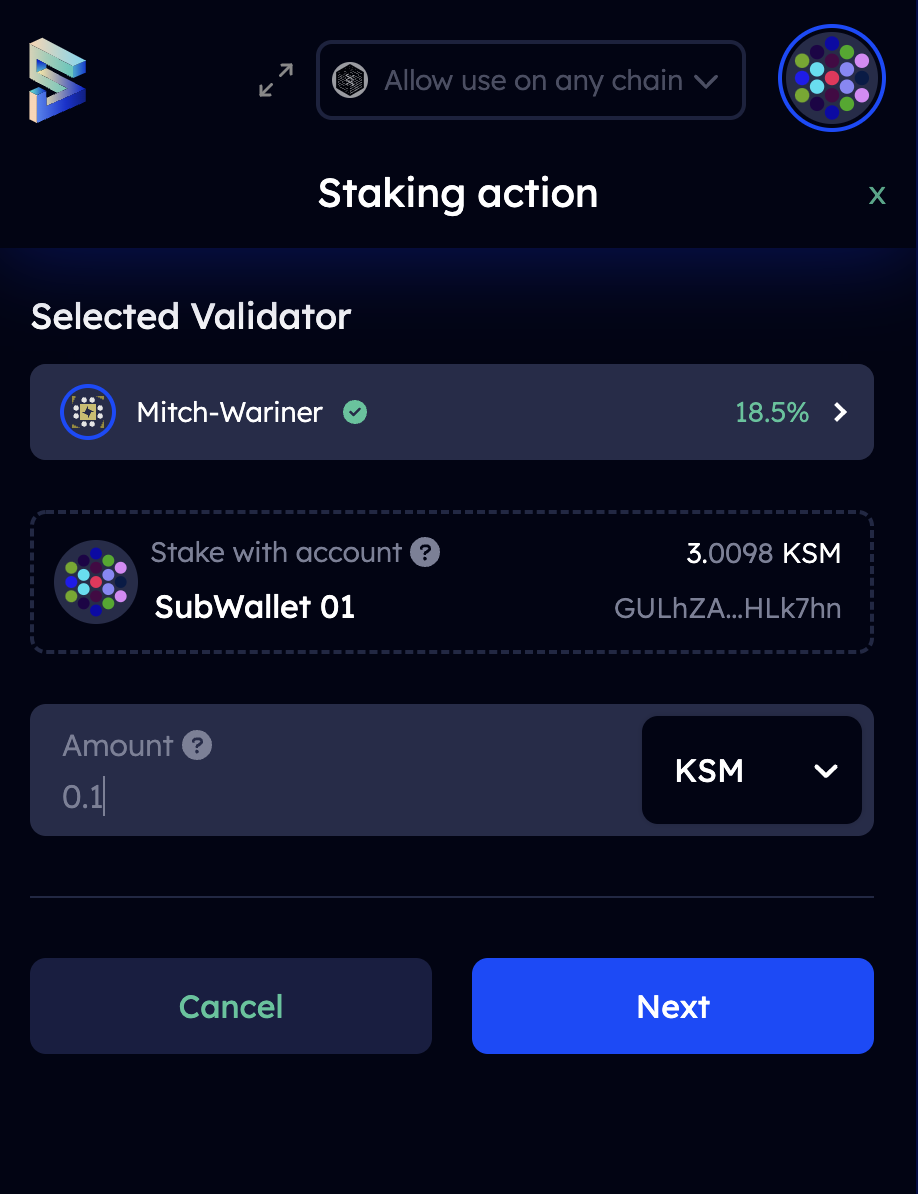 Allow use on any chain
Staking action
x
Selected Validator
Mitch-Wariner 18.5%
Stake with account ? 3.0098 KSM
SubWallet 01 GULhZA...HLk7hn
Amount ?
0.1
KSM
Cancel Next